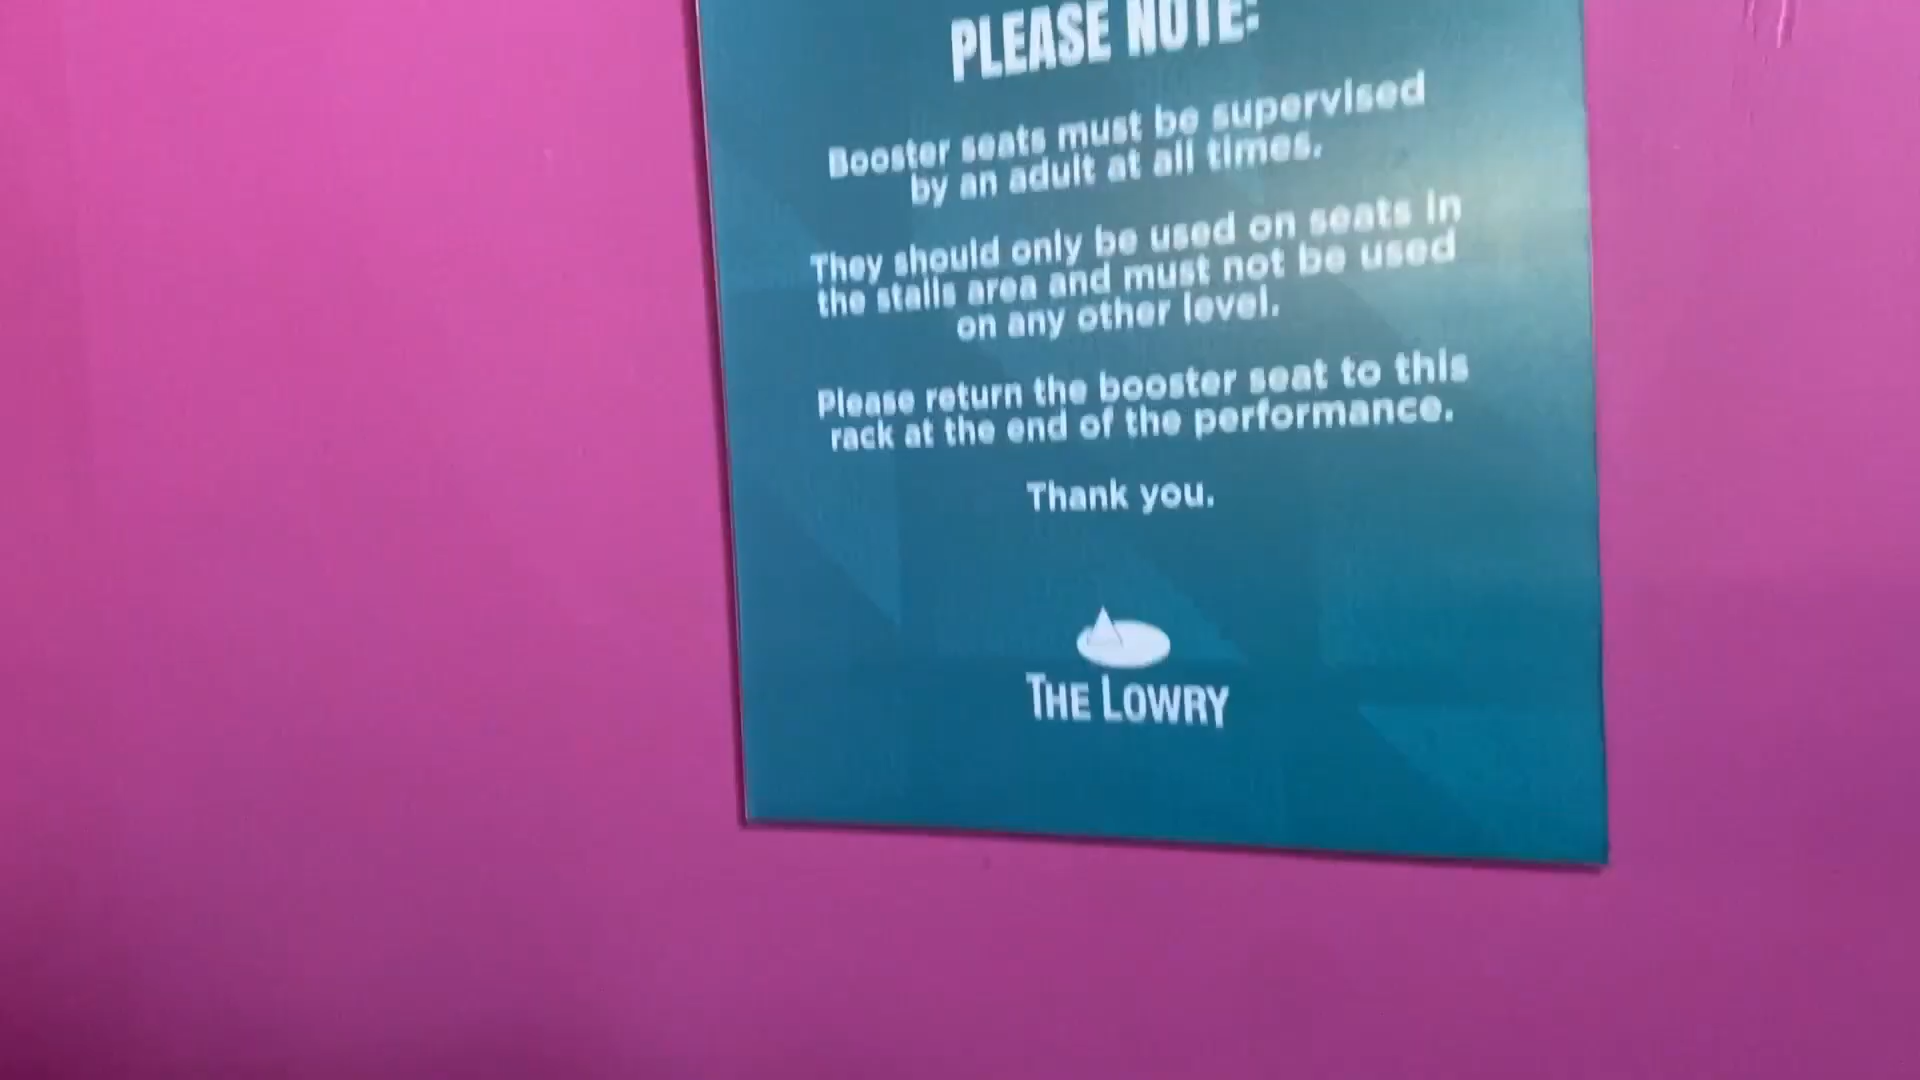 PLEASE NOTE:
Booster seats must be supervised
by an adult at all times.
They should only be used on seats in
the stalls area and must not be used
on any other level.
Please return the booster seat to this
rack at the end of the performance.
Thank you.
THE LOWRY